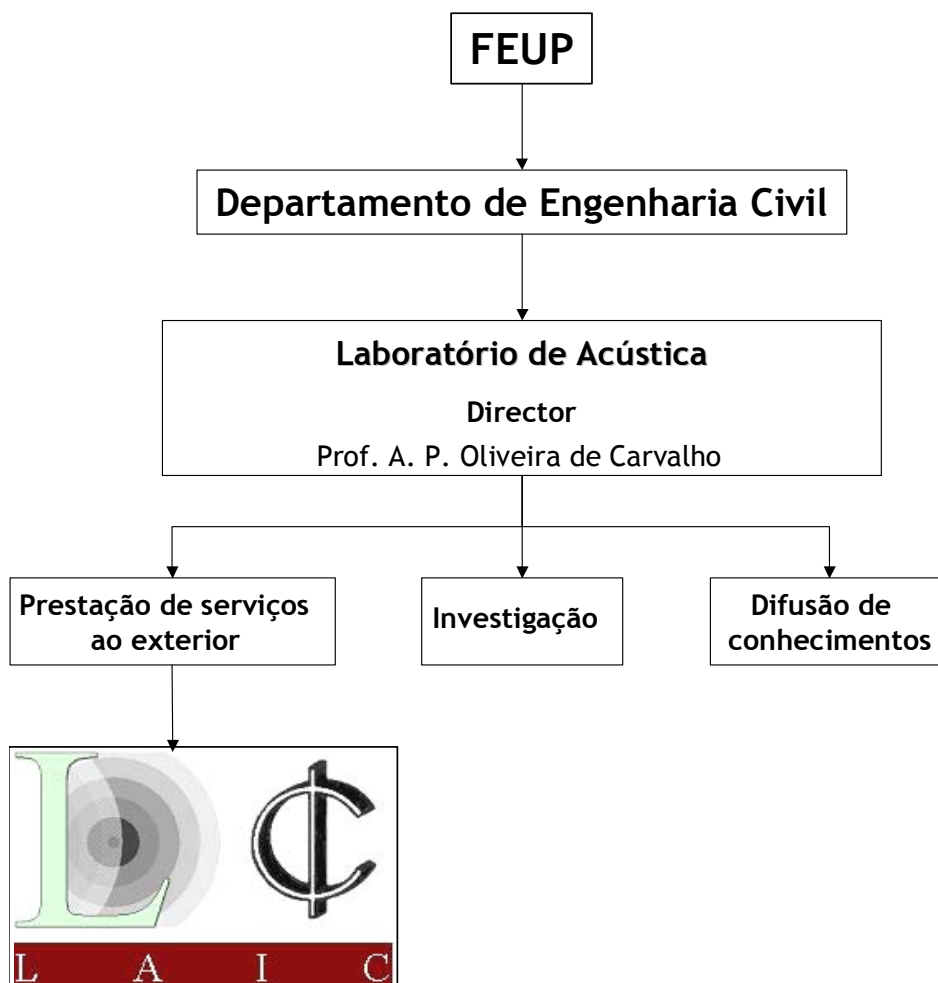 FEUP
Departamento de Engenharia Civil
Laboratório de Acústica
Director
Prof. A. P. Oliveira de Carvalho
Prestação de serviços
ao exterior
Investigação
Difusão de
conhecimentos
L A I C